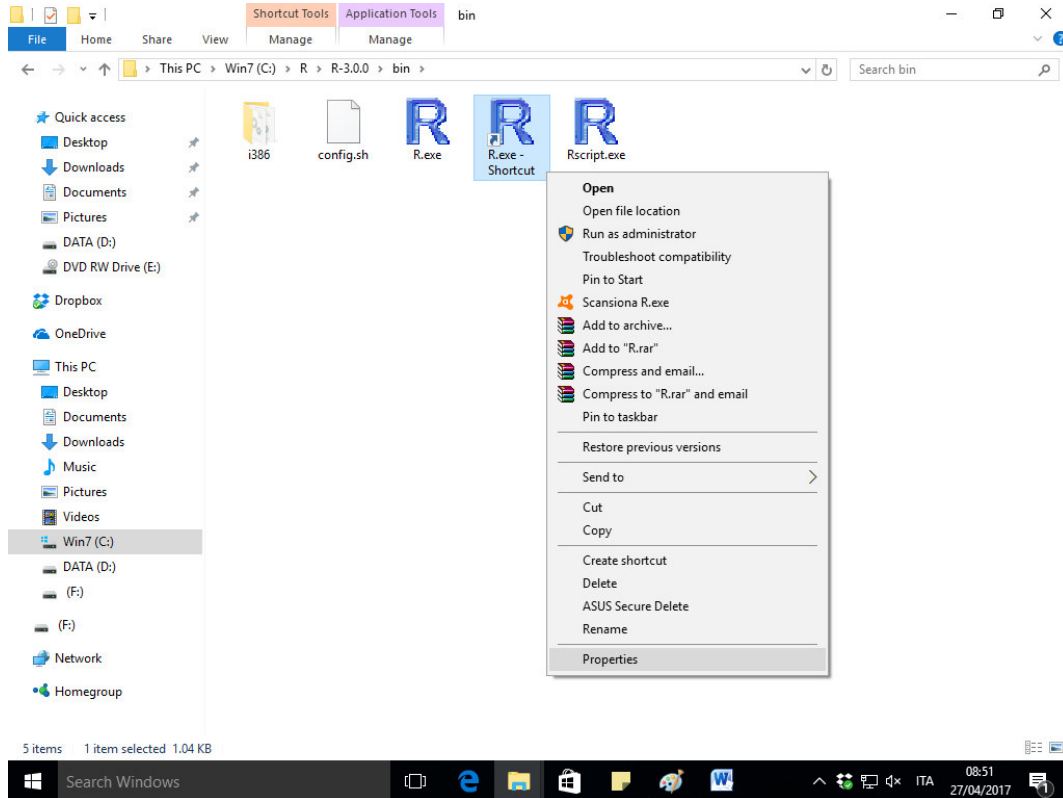 Shortcut Tools Application Tools bin
File Home Share View Manage Manage
This PC Win7 (C:) R R-3.0.0 bin
Search bin
Quick access
Desktop
Downloads
Documents
Pictures
DATA (D:)
DVD RW Drive (E:)
Dropbox
OneDrive
This PC
Desktop
Documents
Downloads
Music
Pictures
Videos
Win7 (C:)
DATA (D:)
(F:)
(F:)
Network
Homegroup
i386
config.sh
R.exe
R.exe -
Shortcut
Rscript.exe
Open
Open file location
Run as administrator
Troubleshoot compatibility
Pin to Start
Scansiona R.exe
Add to archive...
Add to "R.rar"
Compress and email...
Compress to "R.rar" and email
Pin to taskbar
Restore previous versions
Send to
Cut
Copy
Create shortcut
Delete
ASUS Secure Delete
Rename
Properties
5 items 1 item selected 1.04 KB
Search Windows
ITA
08:51
27/04/2017
1